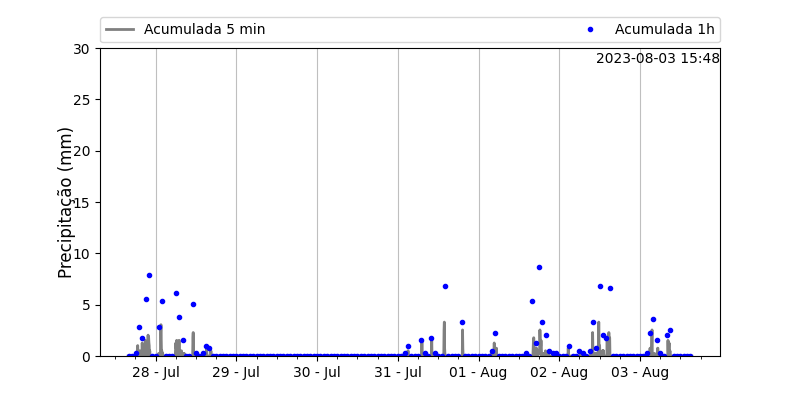 Acumulada 5 min
Acumulada 1h
2023-08-03 15:48
Precipitação (mm)
30
25
20
15
10
5
0
28 - Jul
29 - Jul
30 - Jul
31 - Jul
01 - Aug
02 - Aug
03 - Aug